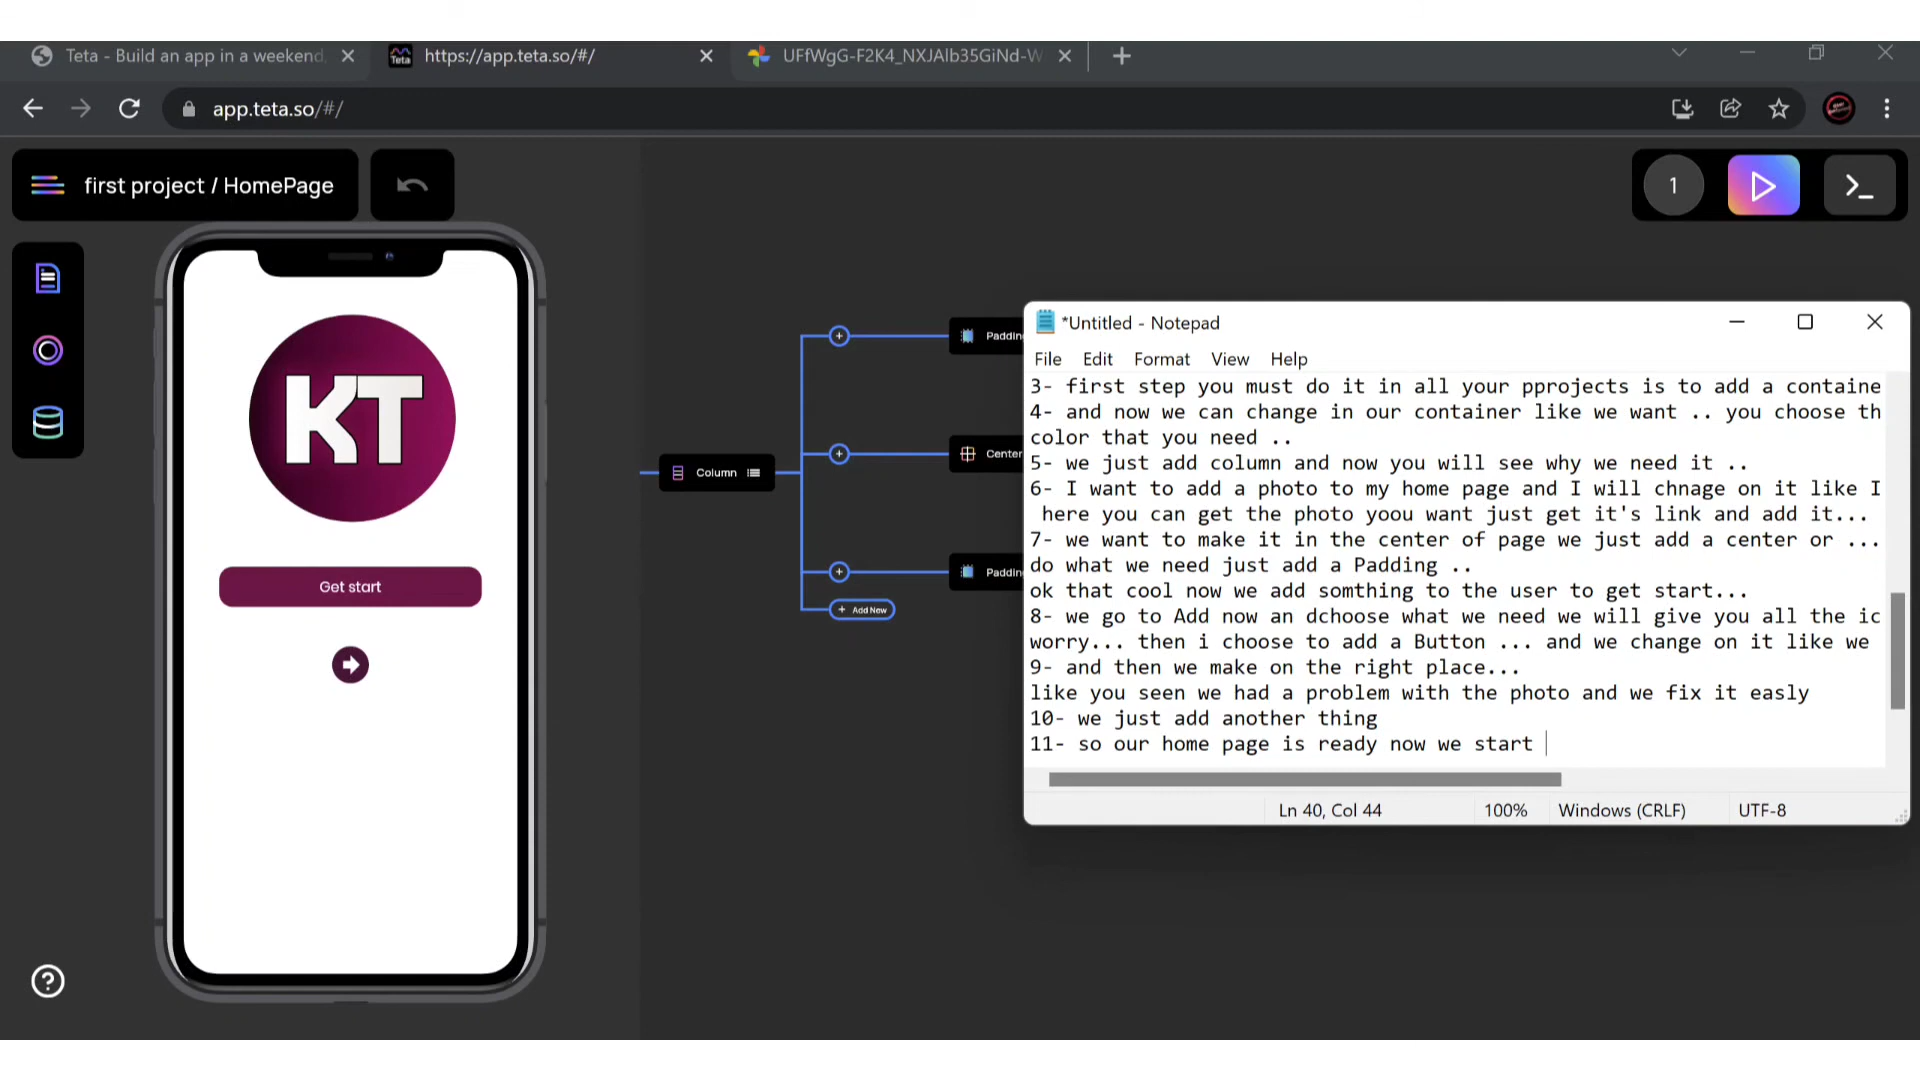 Teta - Build an app in a weekend.
https://app.teta.so/#/
UFfWgG-F2K4_NXJAlb35GiNd-W
app.teta.so/#/
first project / HomePage
1
KT
Get start
Column
Padding
Center
Padding
Add New
*Untitled - Notepad
File Edit Format View Help
3- first step you must do it in all your pprojects is to add a containe
4- and now we can change in our container like we want .. you choose th
color that you need ..
5- we just add column and now you will see why we need it ..
6- I want to add a photo to my home page and I will chnage on it like I
here you can get the photo yoou want just get it's link and add it...
7- we want to make it in the center of page we just add a center or ...
do what we need just add a Padding ..
ok that cool now we add somthing to the user to get start...
8- we go to Add now an dchoose what we need we will give you all the ic
worry... then i choose to add a Button ... and we change on it like we
9- and then we make on the right place...
like you seen we had a problem with the photo and we fix it easly
10- we just add another thing
11- so our home page is ready now we start
Ln 40, Col 44
100%
Windows (CRLF)
UTF-8